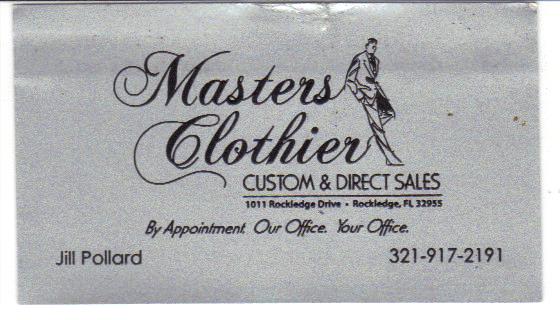 Masters
Clothier
CUSTOM & DIRECT SALES
1011 Rockledge Drive • Rockledge, FL 32955
By Appointment. Our Office. Your Office.
Jill Pollard 321-917-2191